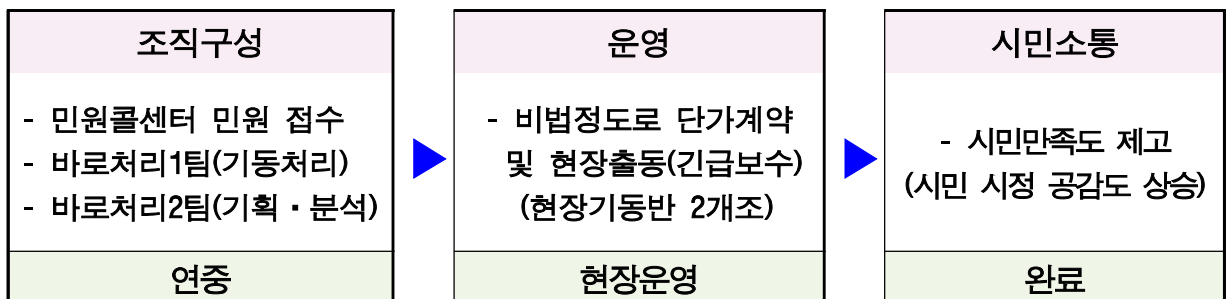 조직구성
- 민원콜센터 민원 접수
- 바로처리1팀(기동처리)
- 바로처리2팀(기획·분석)
연중
운영
- 비법정도로 단가계약
및 현장출동(긴급보수)
(현장기동반 2개조)
현장운영
시민소통
- 시민만족도 제고
(시민 시정 공감도 상승)
완료